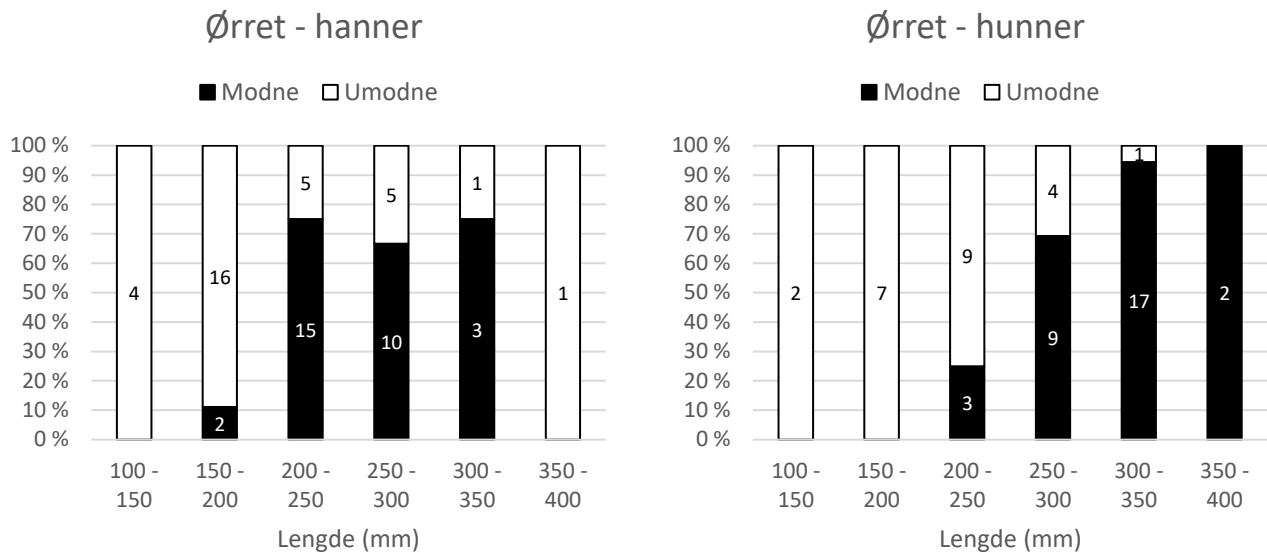 Ørret - hanner
Modne Umodne
100 %
90 %
80 %
70 %
60 %
50 %
40 %
30 %
20 %
10 %
0 %
4
16
2
5
15
5
10
1
3
1
100 - 150
150 - 200
200 - 250
250 - 300
300 - 350
350 - 400
Lengde (mm)
Ørret - hunner
Modne Umodne
100 %
90 %
80 %
70 %
60 %
50 %
40 %
30 %
20 %
10 %
0 %
2
7
9
3
4
9
1
17
2
100 - 150
150 - 200
200 - 250
250 - 300
300 - 350
350 - 400
Lengde (mm)